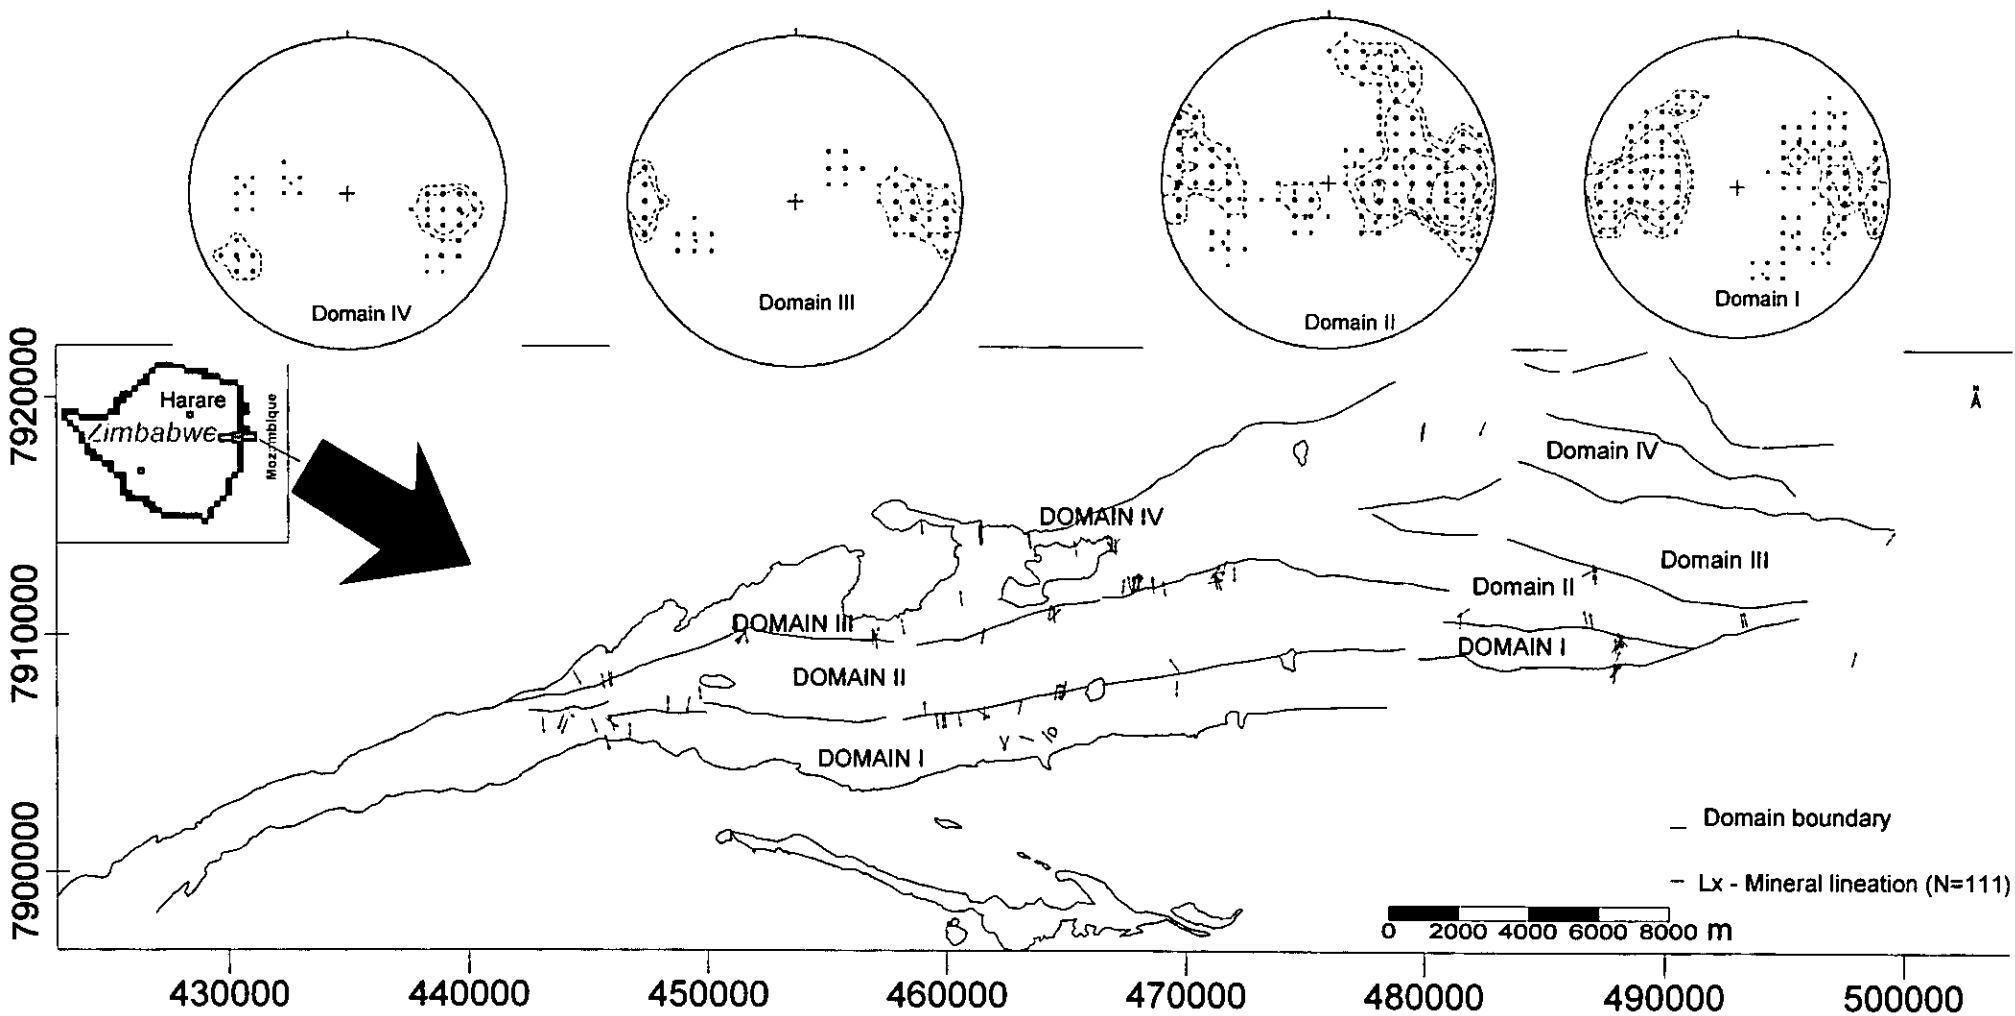 Domain IV
Domain III
Domain II
Domain I
7920000
7910000
7900000
Harare
Zimbabwe
Mozambique
N
Domain IV
DOMAIN IV
Domain III
Domain II
DOMAIN III
DOMAIN I
DOMAIN II
DOMAIN I
Domain boundary
Lx - Mineral lineation (N=111)
0 2000 4000 6000 8000 m
430000 440000 450000 460000 470000 480000 490000 500000